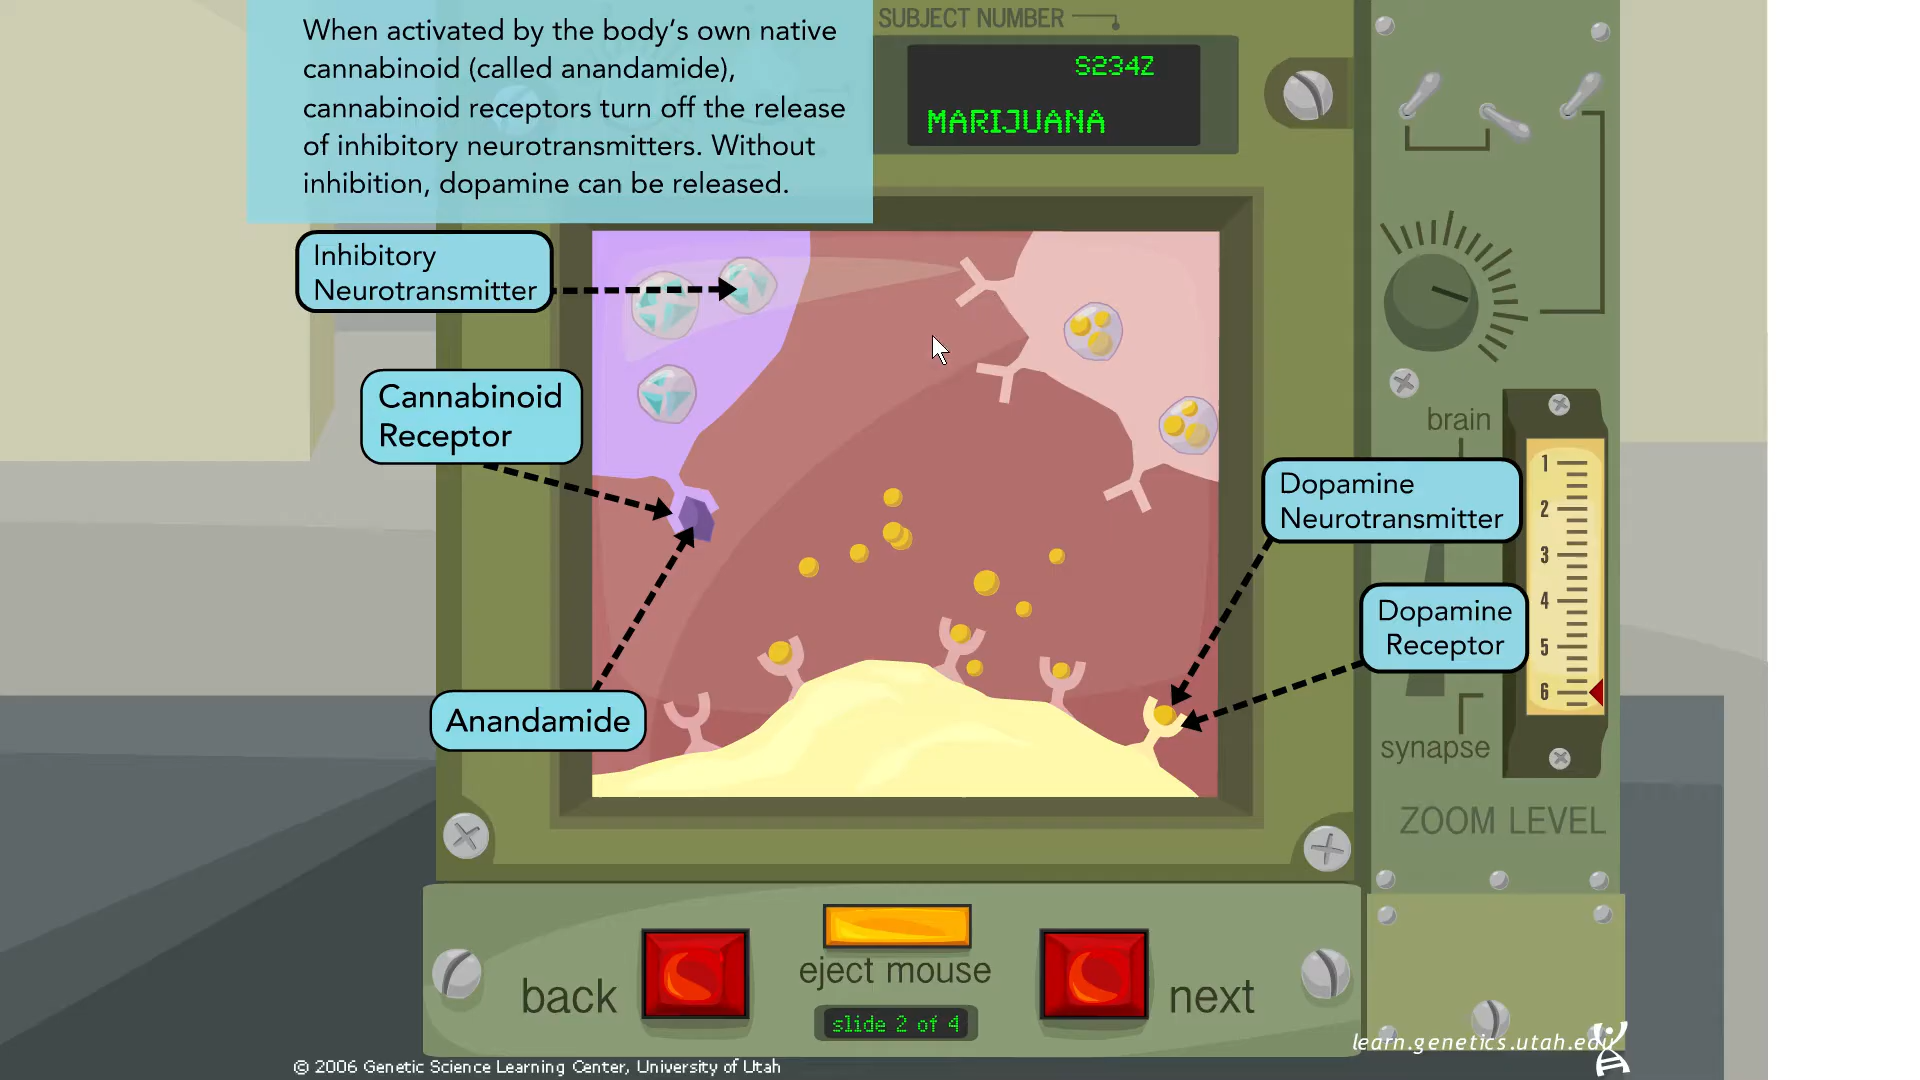 When activated by the body's own native
cannabinoid (called anandamide),
cannabinoid receptors turn off the release
of inhibitory neurotransmitters. Without
inhibition, dopamine can be released.
SUBJECT NUMBER
S234Z
MARIJUANA
Inhibitory
Neurotransmitter
Cannabinoid
Receptor
Anandamide
Dopamine
Neurotransmitter
Dopamine
Receptor
brain
1
2
3
4
5
6
synapse
ZOOM LEVEL
back
eject mouse
slide 2 of 4
next
learn.genetics.utah.edu
© 2006 Genetic Science Learning Center, University of Utah